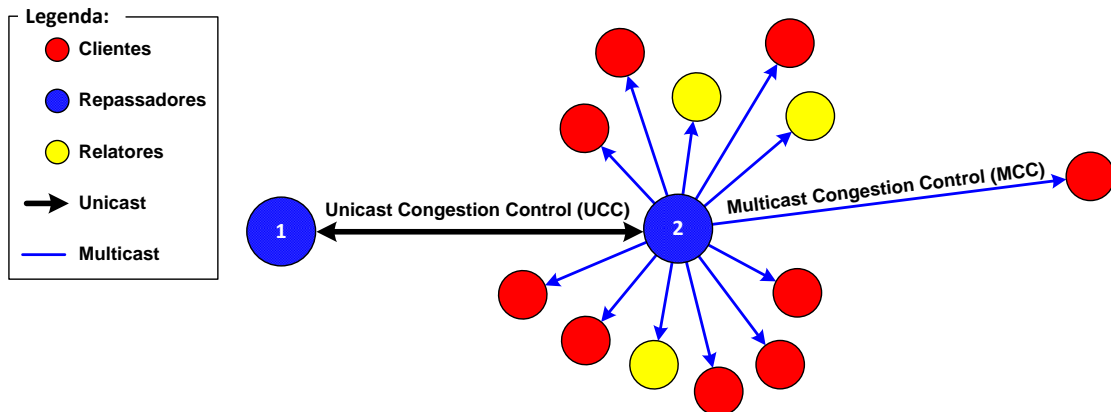 Legenda:
Clientes
Repassadores
Relatores
Unicast
Multicast
1
Unicast Congestion Control (UCC)
2
Multicast Congestion Control (MCC)